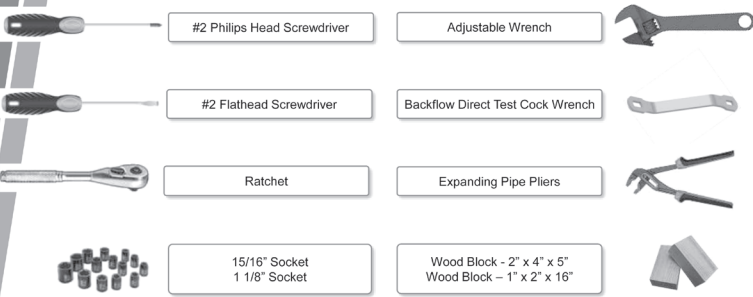 #2 Philips Head Screwdriver
Adjustable Wrench
#2 Flathead Screwdriver
Backflow Direct Test Cock Wrench
Ratchet
Expanding Pipe Pliers
15/16" Socket
1 1/8" Socket
Wood Block - 2" x 4" x 5"
Wood Block – 1" x 2" x 16"